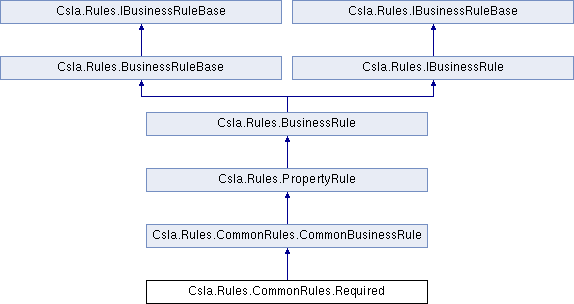 Csla.Rules.IBusinessRuleBase
Csla.Rules.IBusinessRuleBase
Csla.Rules.BusinessRuleBase
Csla.Rules.IBusinessRule
Csla.Rules.BusinessRule
Csla.Rules.PropertyRule
Csla.Rules.CommonRules.CommonBusinessRule
Csla.Rules.CommonRules.Required